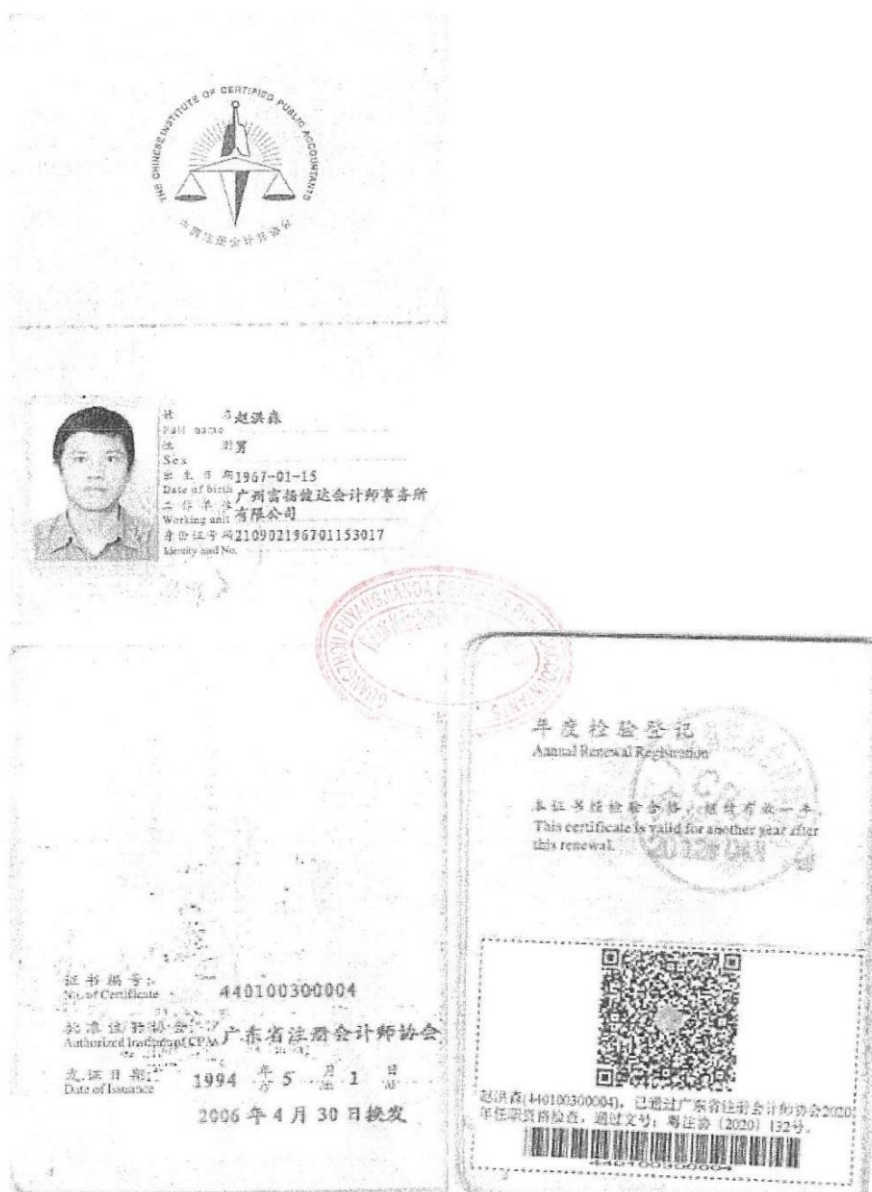 THE CHINESE INSTITUTE OF CERTIFIED PUBLIC ACCOUNTANTS
中国注册会计师协会
姓 名 赵洪森
Full name
性 别 男
Sex
出生日期 1967-01-15
Date of birth
工作单位 广州富扬健达会计师事务所
Working unit 有限公司
身份证号码 210902196701153017
Identity card No.
GUANGZHOU FUYANGJIANDA CERTIFIED PUBLIC ACCOUNTANTS
证书编号:
No. of Certificate
440100300004
批准注册协会: 广东省注册会计师协会
Authorized Institute of CPAs
发证日期: 1994 年 5 月 1 日
Date of Issuance
2006 年 4 月 30 日换发
4
年度检验登记
Annual Renewal Registration
本证书经检验合格,继续有效一年
This certificate is valid for another year after
this renewal.
赵洪森(440100300004),已通过广东省注册会计师协会2020
年任职资格检查,通过文号:粤注协〔2020〕132号。
440100300004